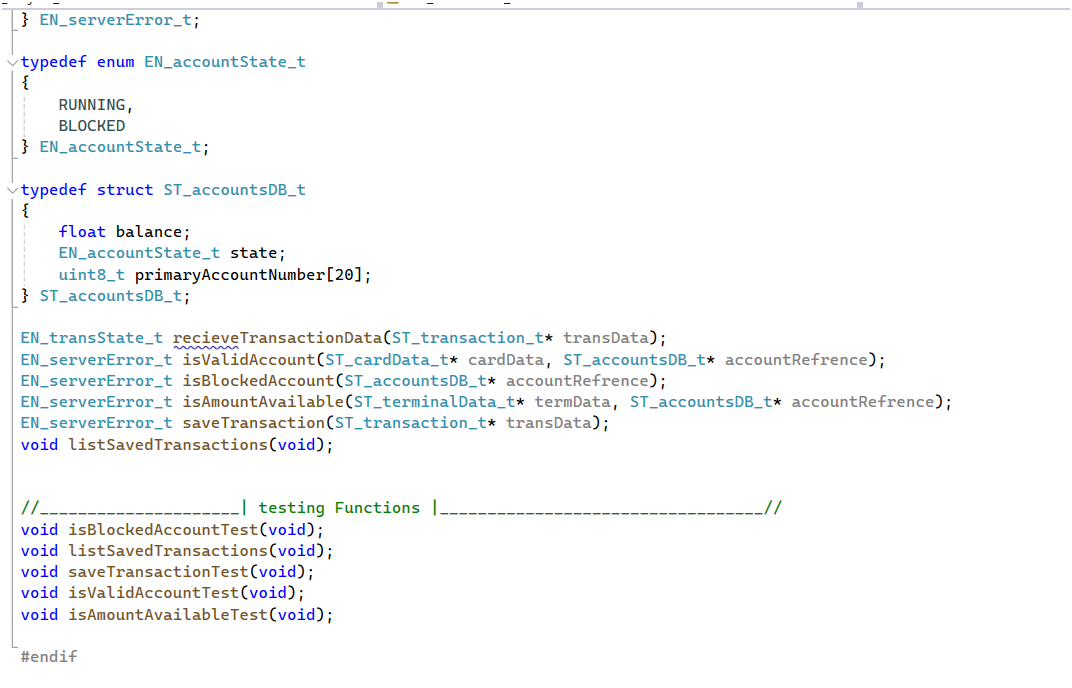 } EN_serverError_t;
typedef enum EN_accountState_t
{
    RUNNING,
    BLOCKED
} EN_accountState_t;
typedef struct ST_accountsDB_t
{
    float balance;
    EN_accountState_t state;
    uint8_t primaryAccountNumber[20];
} ST_accountsDB_t;
EN_transState_t recieveTransactionData(ST_transaction_t* transData);
EN_serverError_t isValidAccount(ST_cardData_t* cardData, ST_accountsDB_t* accountRefrence);
EN_serverError_t isBlockedAccount(ST_accountsDB_t* accountRefrence);
EN_serverError_t isAmountAvailable(ST_terminalData_t* termData, ST_accountsDB_t* accountRefrence);
EN_serverError_t saveTransaction(ST_transaction_t* transData);
void listSavedTransactions(void);
//_____________________| testing Functions |__________________________________//
void isBlockedAccountTest(void);
void listSavedTransactions(void);
void saveTransactionTest(void);
void isValidAccountTest(void);
void isAmountAvailableTest(void);
#endif